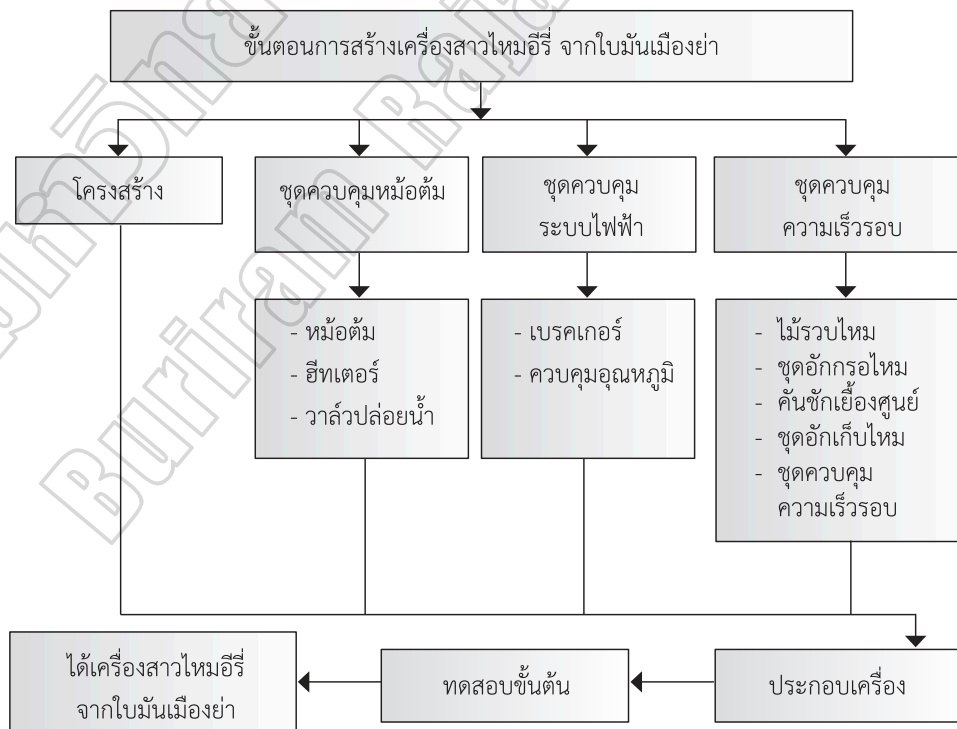 ขั้นตอนการสร้างเครื่องสาวไหมอีรี่ จากใบมันเมืองย่า
โครงสร้าง
ชุดควบคุมหม้อต้ม
ชุดควบคุม
ระบบไฟฟ้า
ชุดควบคุม
ความเร็วรอบ
- หม้อต้ม
- ฮีทเตอร์
- วาล์วปล่อยน้ำ
- เบรคเกอร์
- ควบคุมอุณหภูมิ
- ไม้รวบไหม
- ชุดอักกรอไหม
- คันชักเยื้องศูนย์
- ชุดอักเก็บไหม
- ชุดควบคุม
ความเร็วรอบ
ได้เครื่องสาวไหมอีรี่
จากใบมันเมืองย่า
ทดสอบขั้นต้น
ประกอบเครื่อง
Buriram Raja